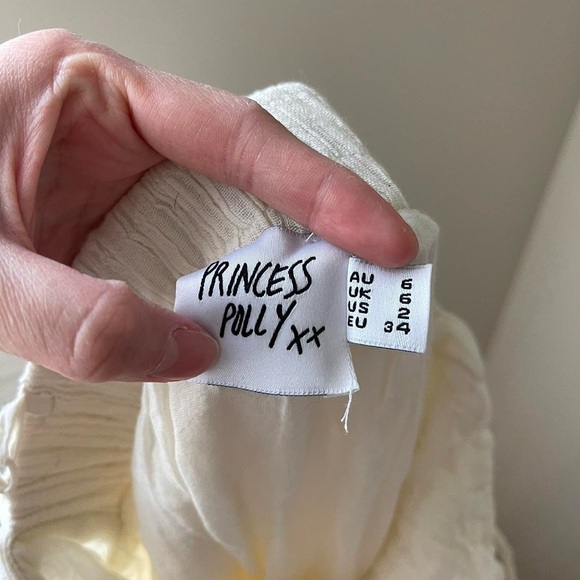 PRINCESS
POLLY xx
AU 6
UK 6
US 2
EU 34